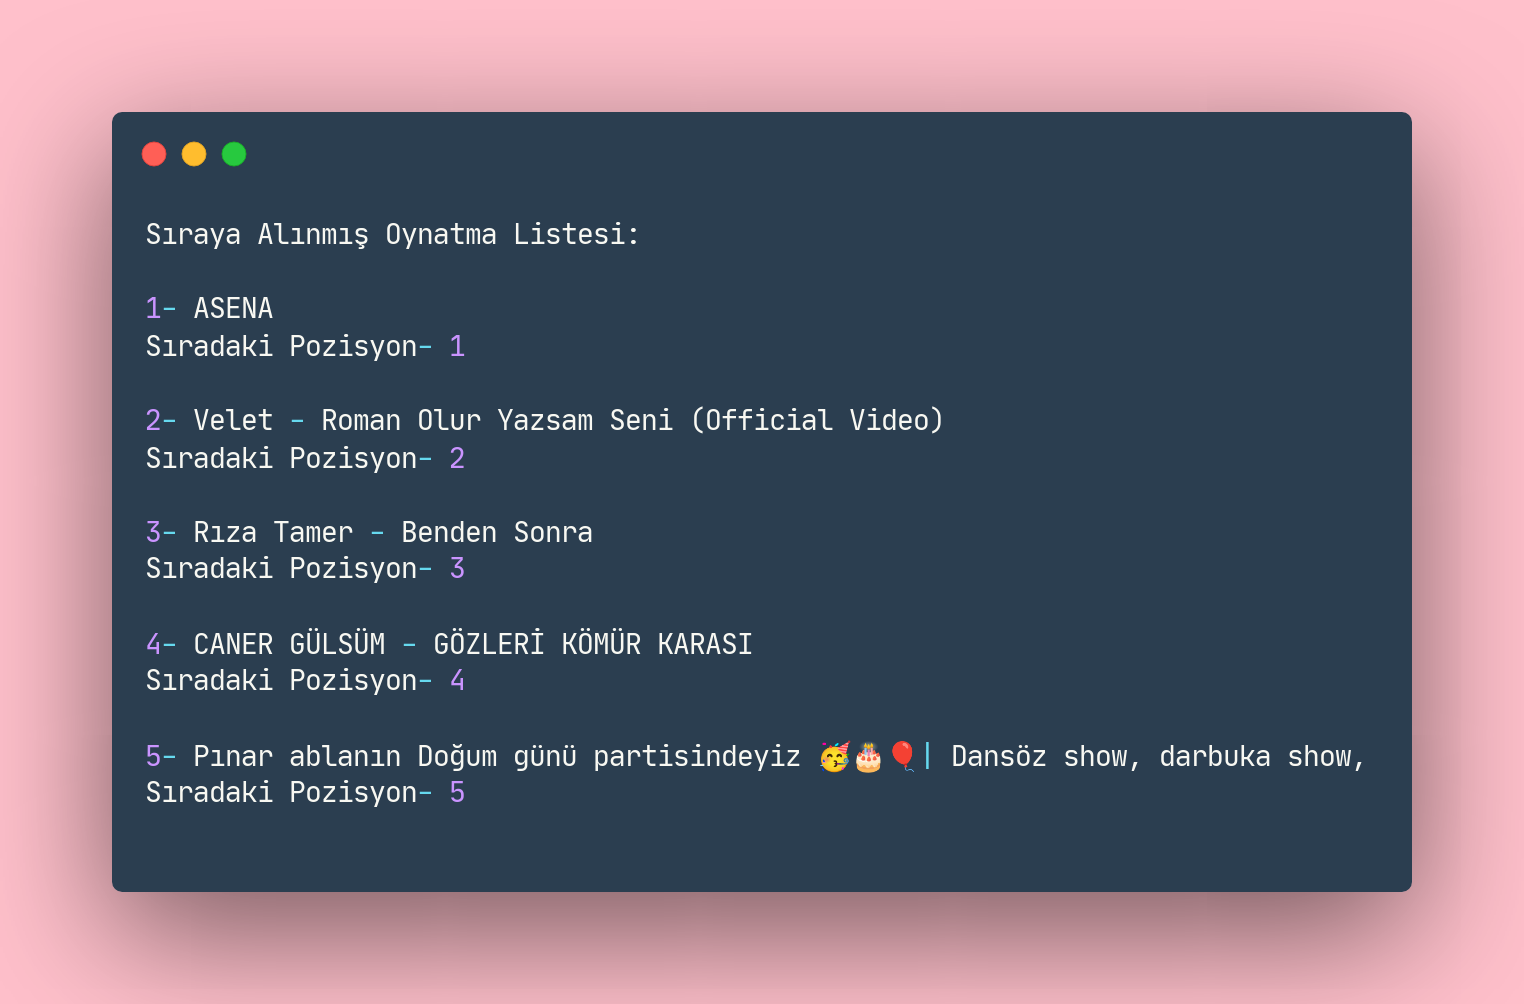 Sıraya Alınmış Oynatma Listesi:
1- ASENA
Sıradaki Pozisyon- 1
2- Velet - Roman Olur Yazsam Seni (Official Video)
Sıradaki Pozisyon- 2
3- Rıza Tamer - Benden Sonra
Sıradaki Pozisyon- 3
4- CANER GÜLSÜM - GÖZLERİ KÖMÜR KARASI
Sıradaki Pozisyon- 4
5- Pınar ablanın Doğum günü partisindeyiz 🥳🎂🎈| Dansöz show, darbuka show,
Sıradaki Pozisyon- 5